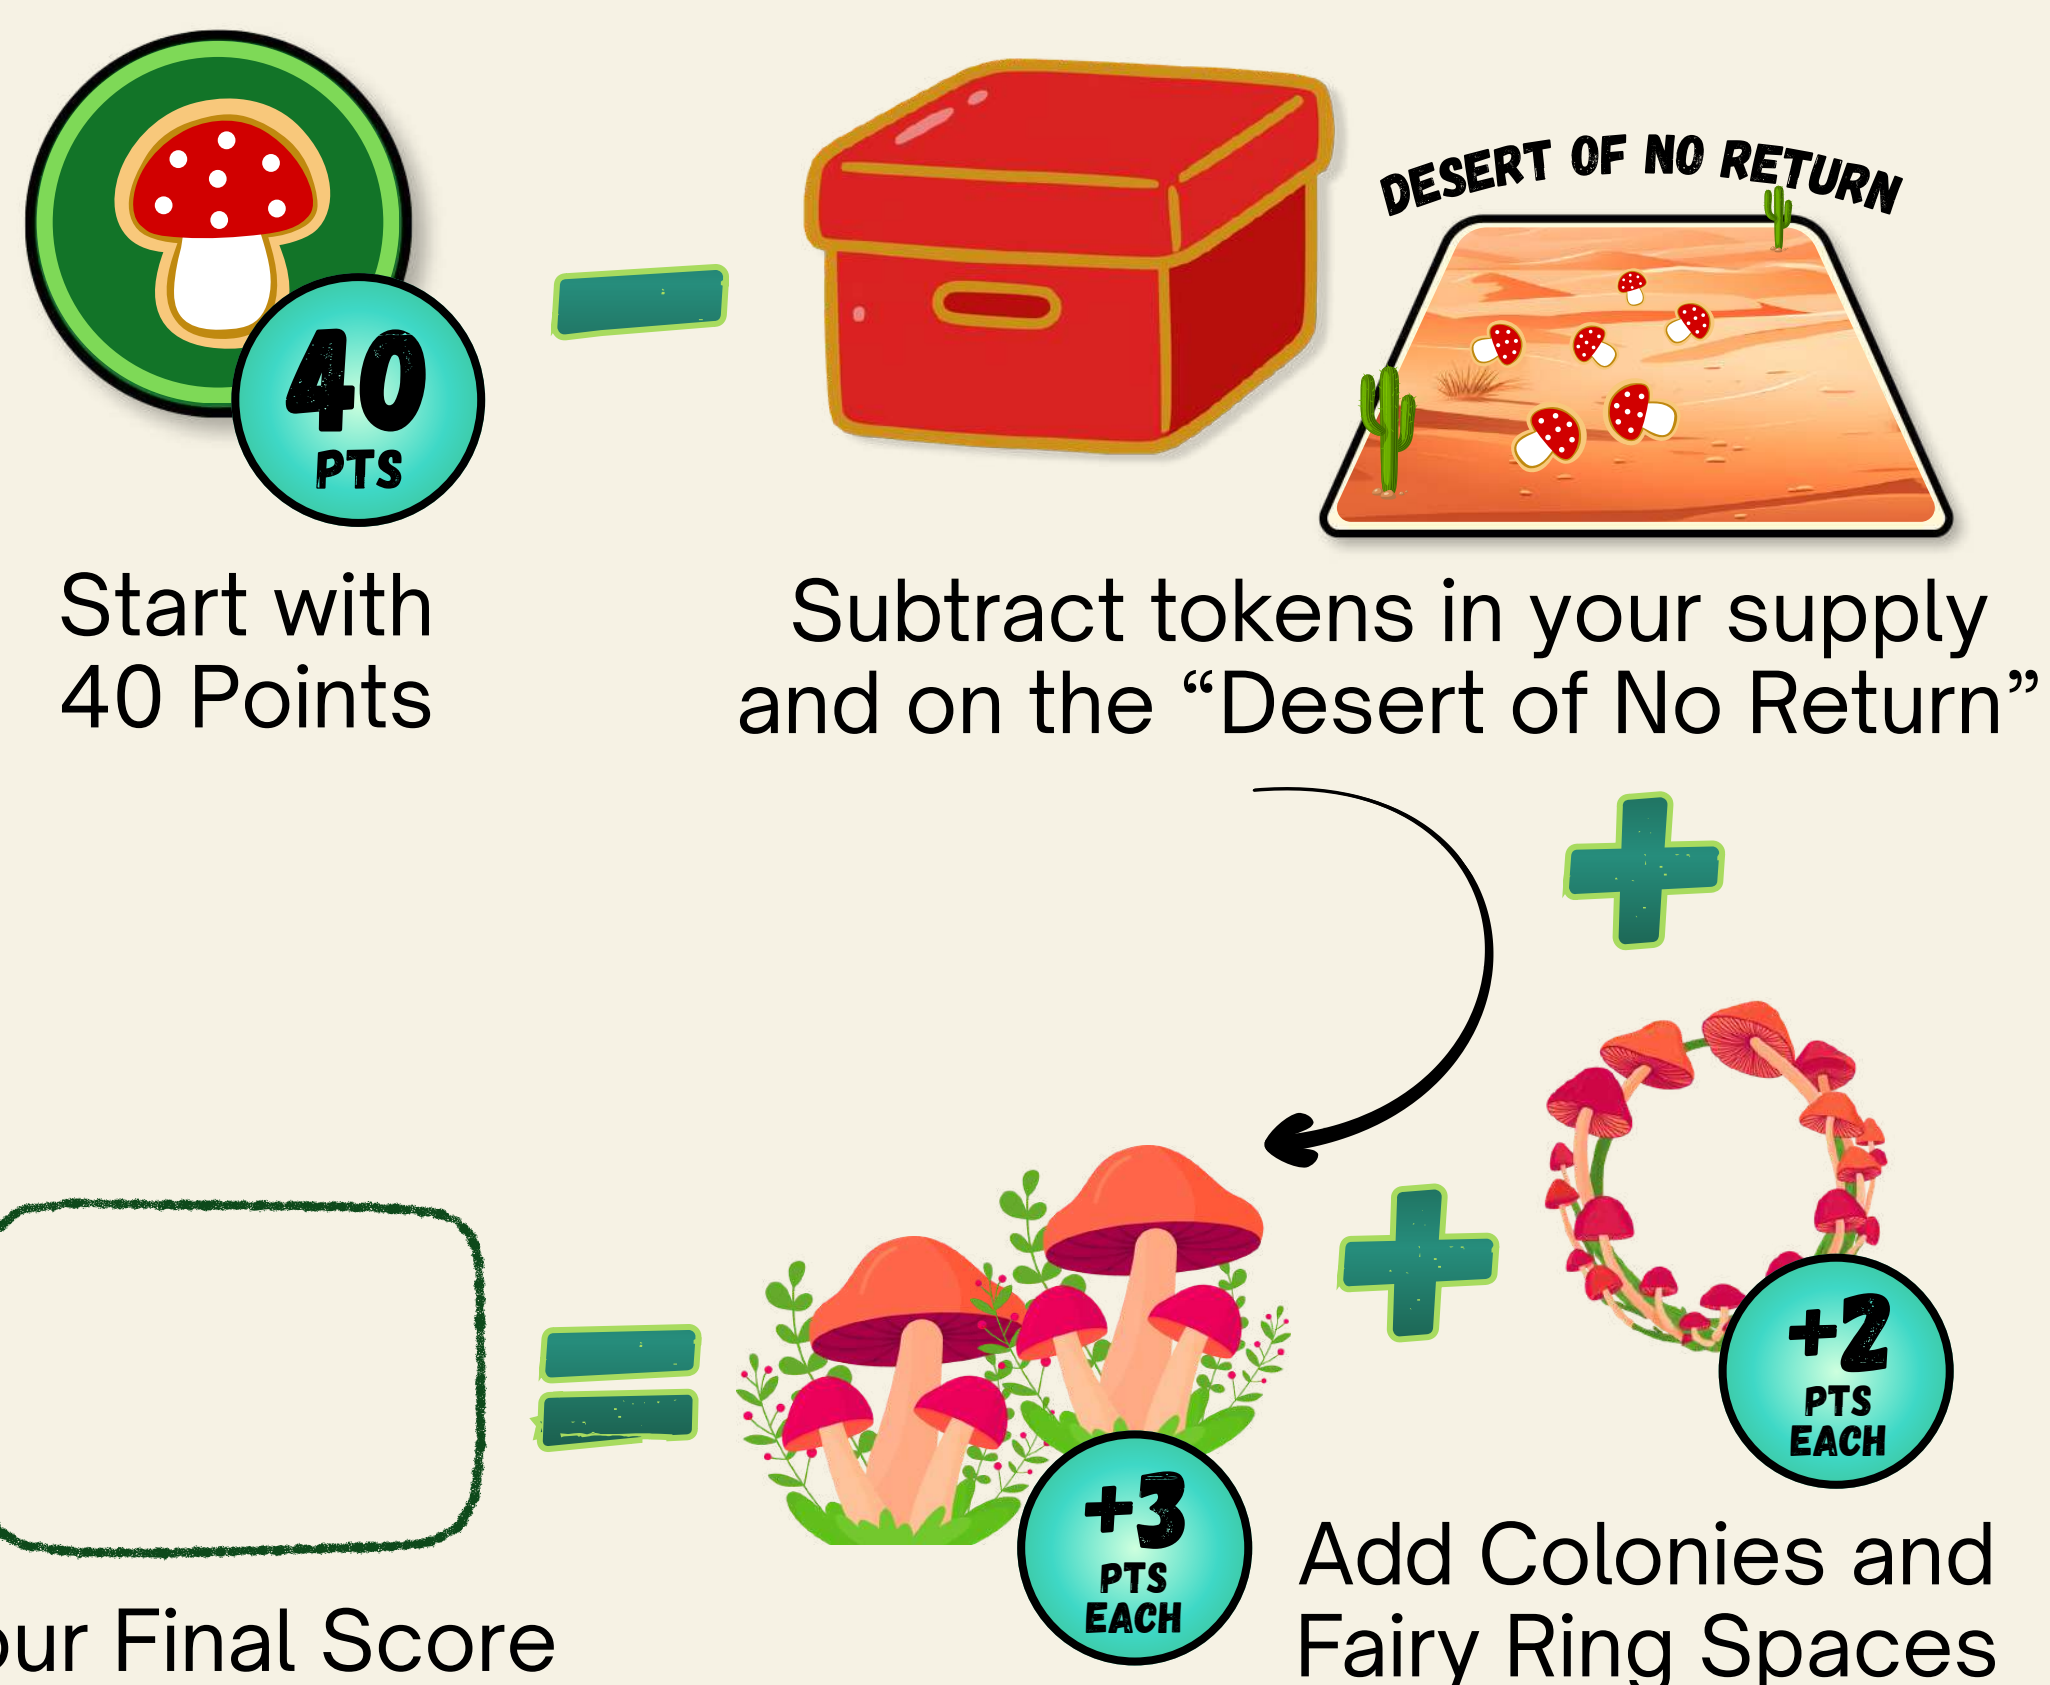 40
PTS
Start with
40 Points
DESERT OF NO RETURN
Subtract tokens in your supply
and on the “Desert of No Return”
+2
PTS
EACH
+3
PTS
EACH
Add Colonies and
Fairy Ring Spaces
our Final Score